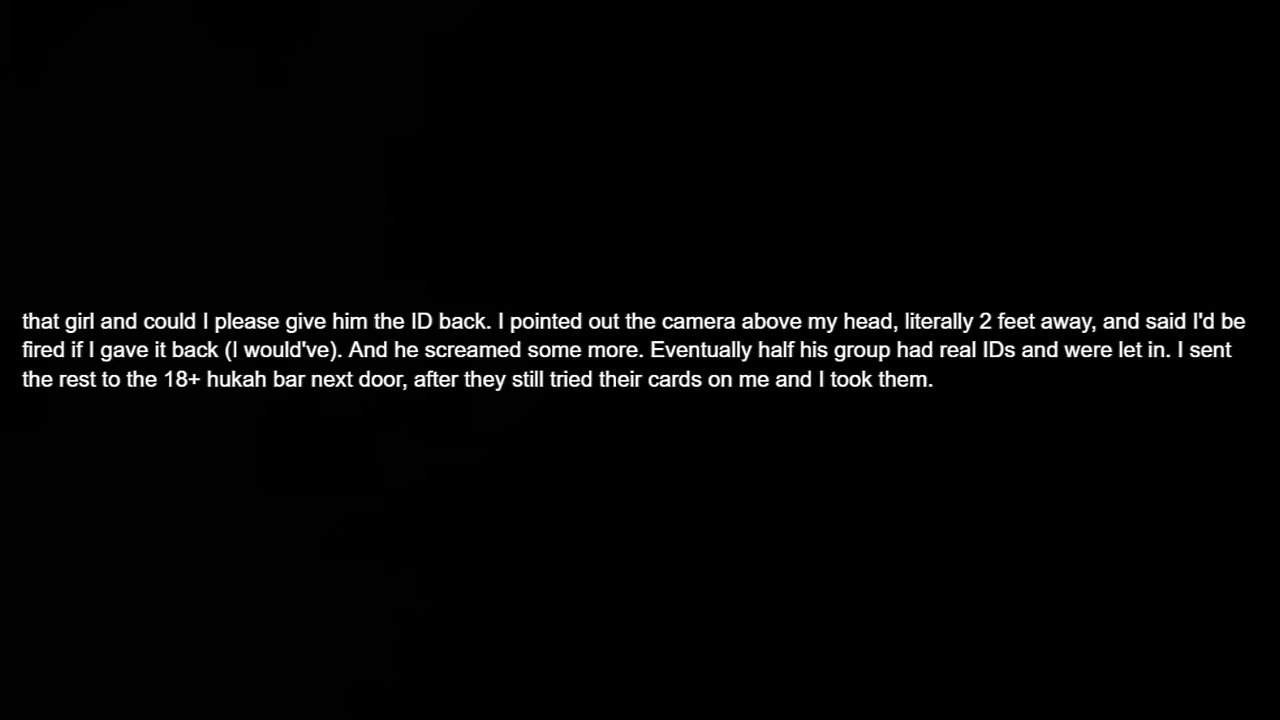 that girl and could I please give him the ID back. I pointed out the camera above my head, literally 2 feet away, and said I'd be
fired if I gave it back (I would've). And he screamed some more. Eventually half his group had real IDs and were let in. I sent
the rest to the 18+ hukah bar next door, after they still tried their cards on me and I took them.